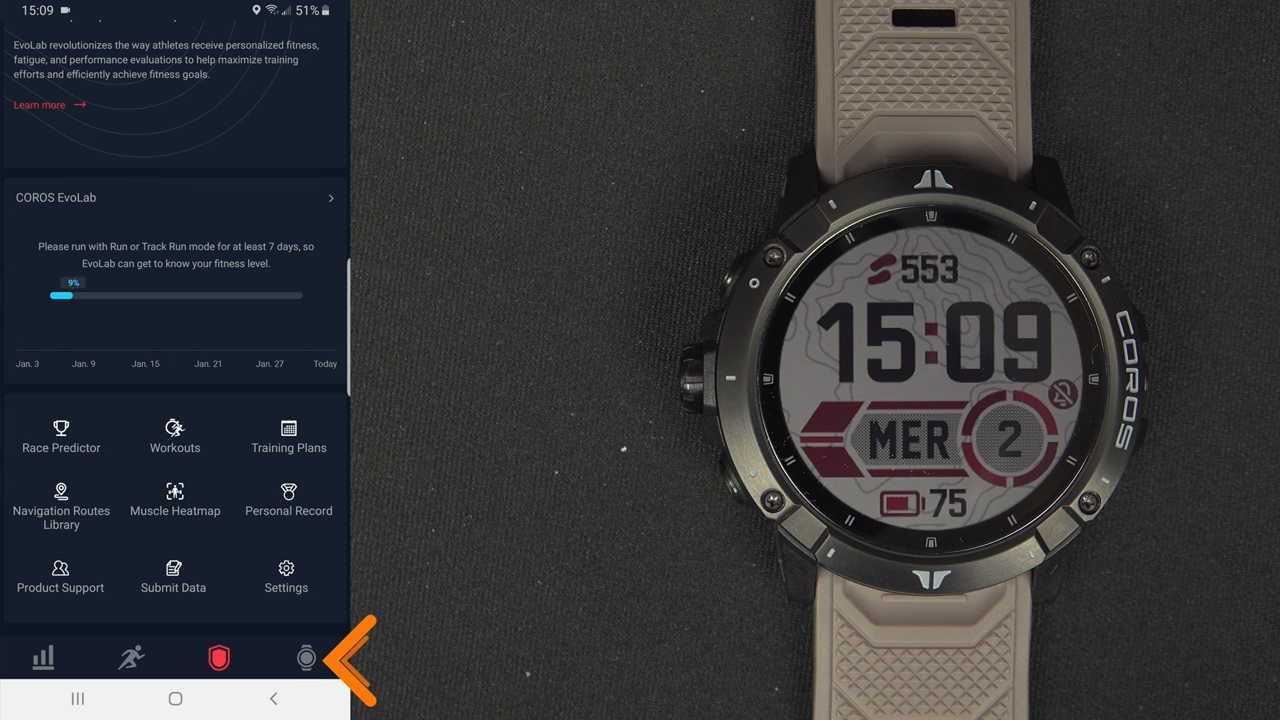 15:09
51%
EvoLab revolutionizes the way athletes receive personalized fitness,
fatigue, and performance evaluations to help maximize training
efforts and efficiently achieve fitness goals.
Learn more
COROS EvoLab
Please run with Run or Track Run mode for at least 7 days, so
EvoLab can get to know your fitness level.
9%
Jan. 3 Jan. 9 Jan. 15 Jan. 21 Jan. 27 Today
Race Predictor Workouts Training Plans
Navigation Routes
Library
Muscle Heatmap Personal Record
Product Support Submit Data Settings
553
15:09
MER 2
75
COROS